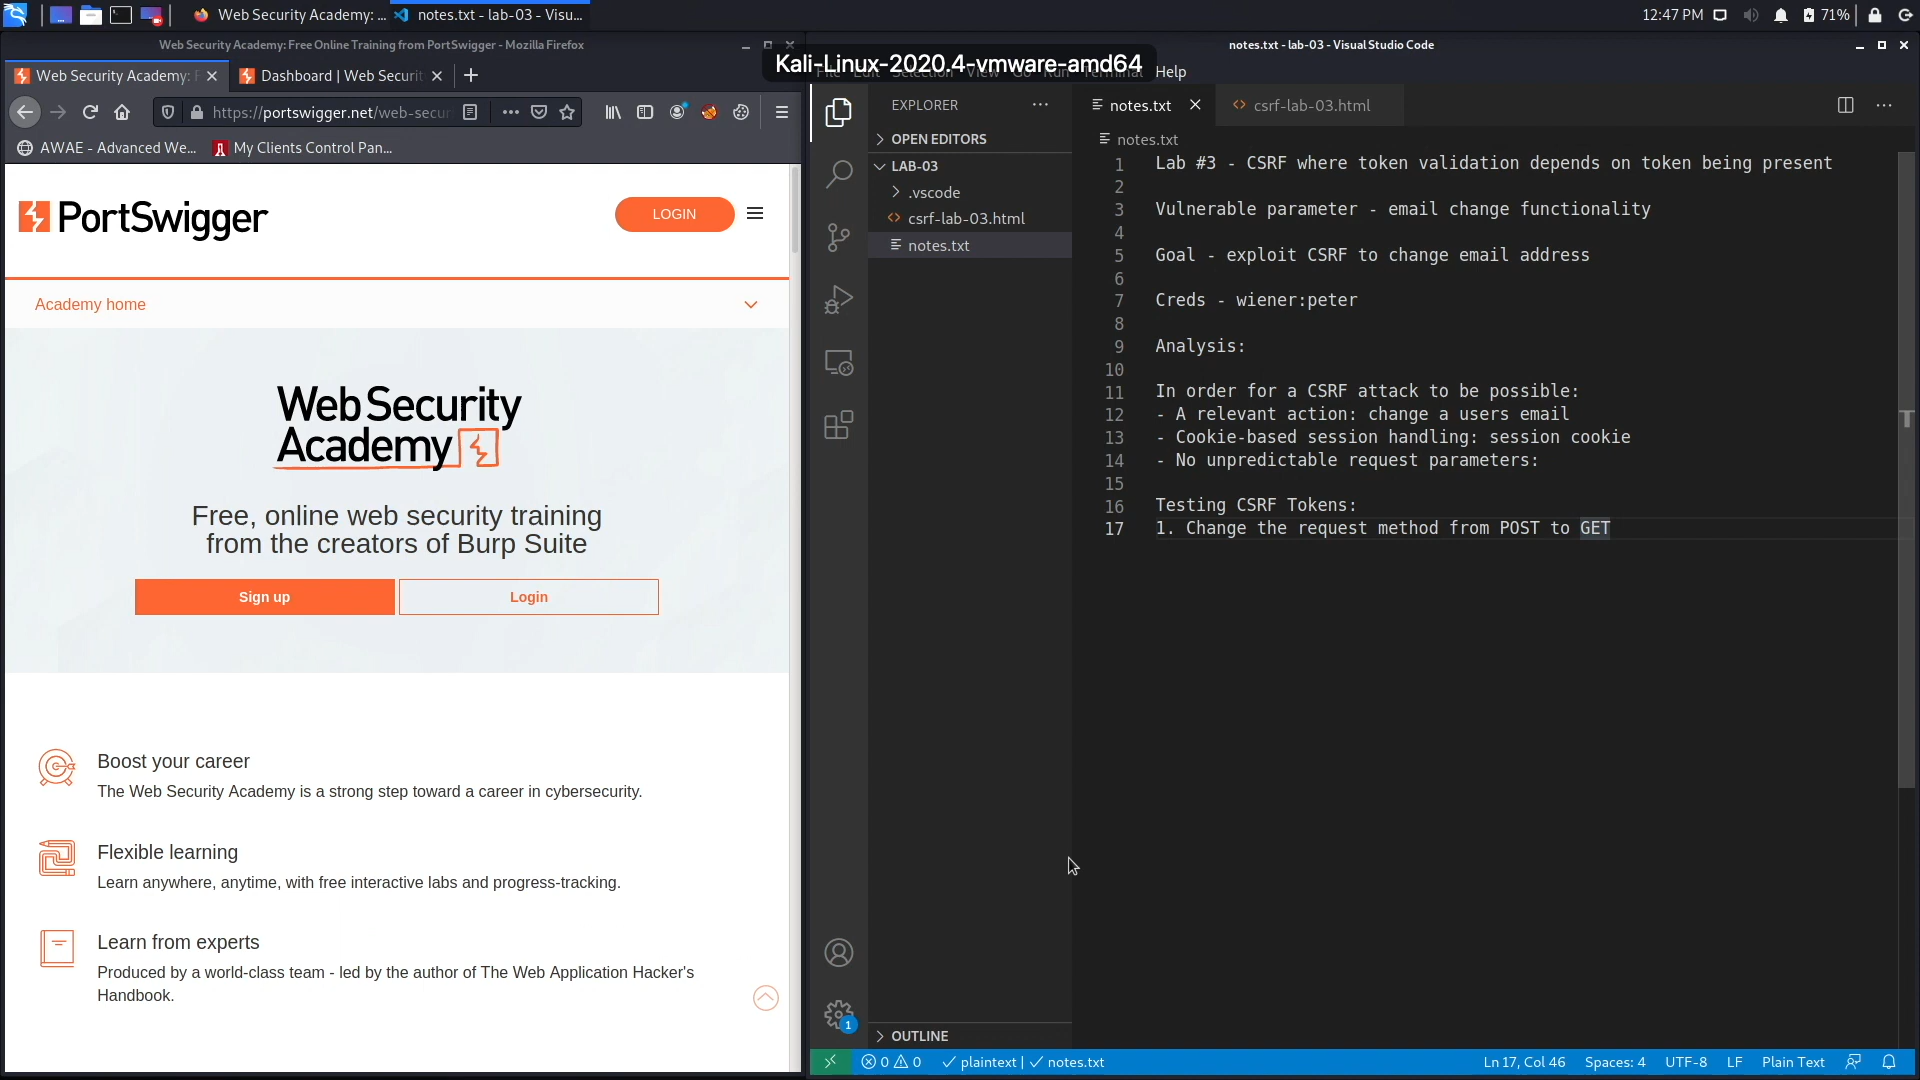 Web Security Academy: ...
notes.txt - lab-03 - Visu...
12:47 PM
71%
Web Security Academy: Free Online Training from PortSwigger - Mozilla Firefox
notes.txt - lab-03 - Visual Studio Code
Kali-Linux-2020.4-vmware-amd64
File Edit Selection View Go Run Terminal Help
Web Security Academy: F
Dashboard | Web Securit
https://portswigger.net/web-secur
AWAE - Advanced We...
My Clients Control Pan...
PortSwigger
LOGIN
Academy home
Web Security
Academy
Free, online web security training
from the creators of Burp Suite
Sign up
Login
Boost your career
The Web Security Academy is a strong step toward a career in cybersecurity.
Flexible learning
Learn anywhere, anytime, with free interactive labs and progress-tracking.
Learn from experts
Produced by a world-class team - led by the author of The Web Application Hacker's
Handbook.
EXPLORER
OPEN EDITORS
LAB-03
.vscode
csrf-lab-03.html
notes.txt
OUTLINE
1
notes.txt
csrf-lab-03.html
notes.txt
1 Lab #3 - CSRF where token validation depends on token being present
2
3 Vulnerable parameter - email change functionality
4
5 Goal - exploit CSRF to change email address
6
7 Creds - wiener:peter
8
9 Analysis:
10
11 In order for a CSRF attack to be possible:
12 - A relevant action: change a users email
13 - Cookie-based session handling: session cookie
14 - No unpredictable request parameters:
15
16 Testing CSRF Tokens:
17 1. Change the request method from POST to GET
0 0
plaintext | notes.txt
Ln 17, Col 46
Spaces: 4
UTF-8
LF
Plain Text